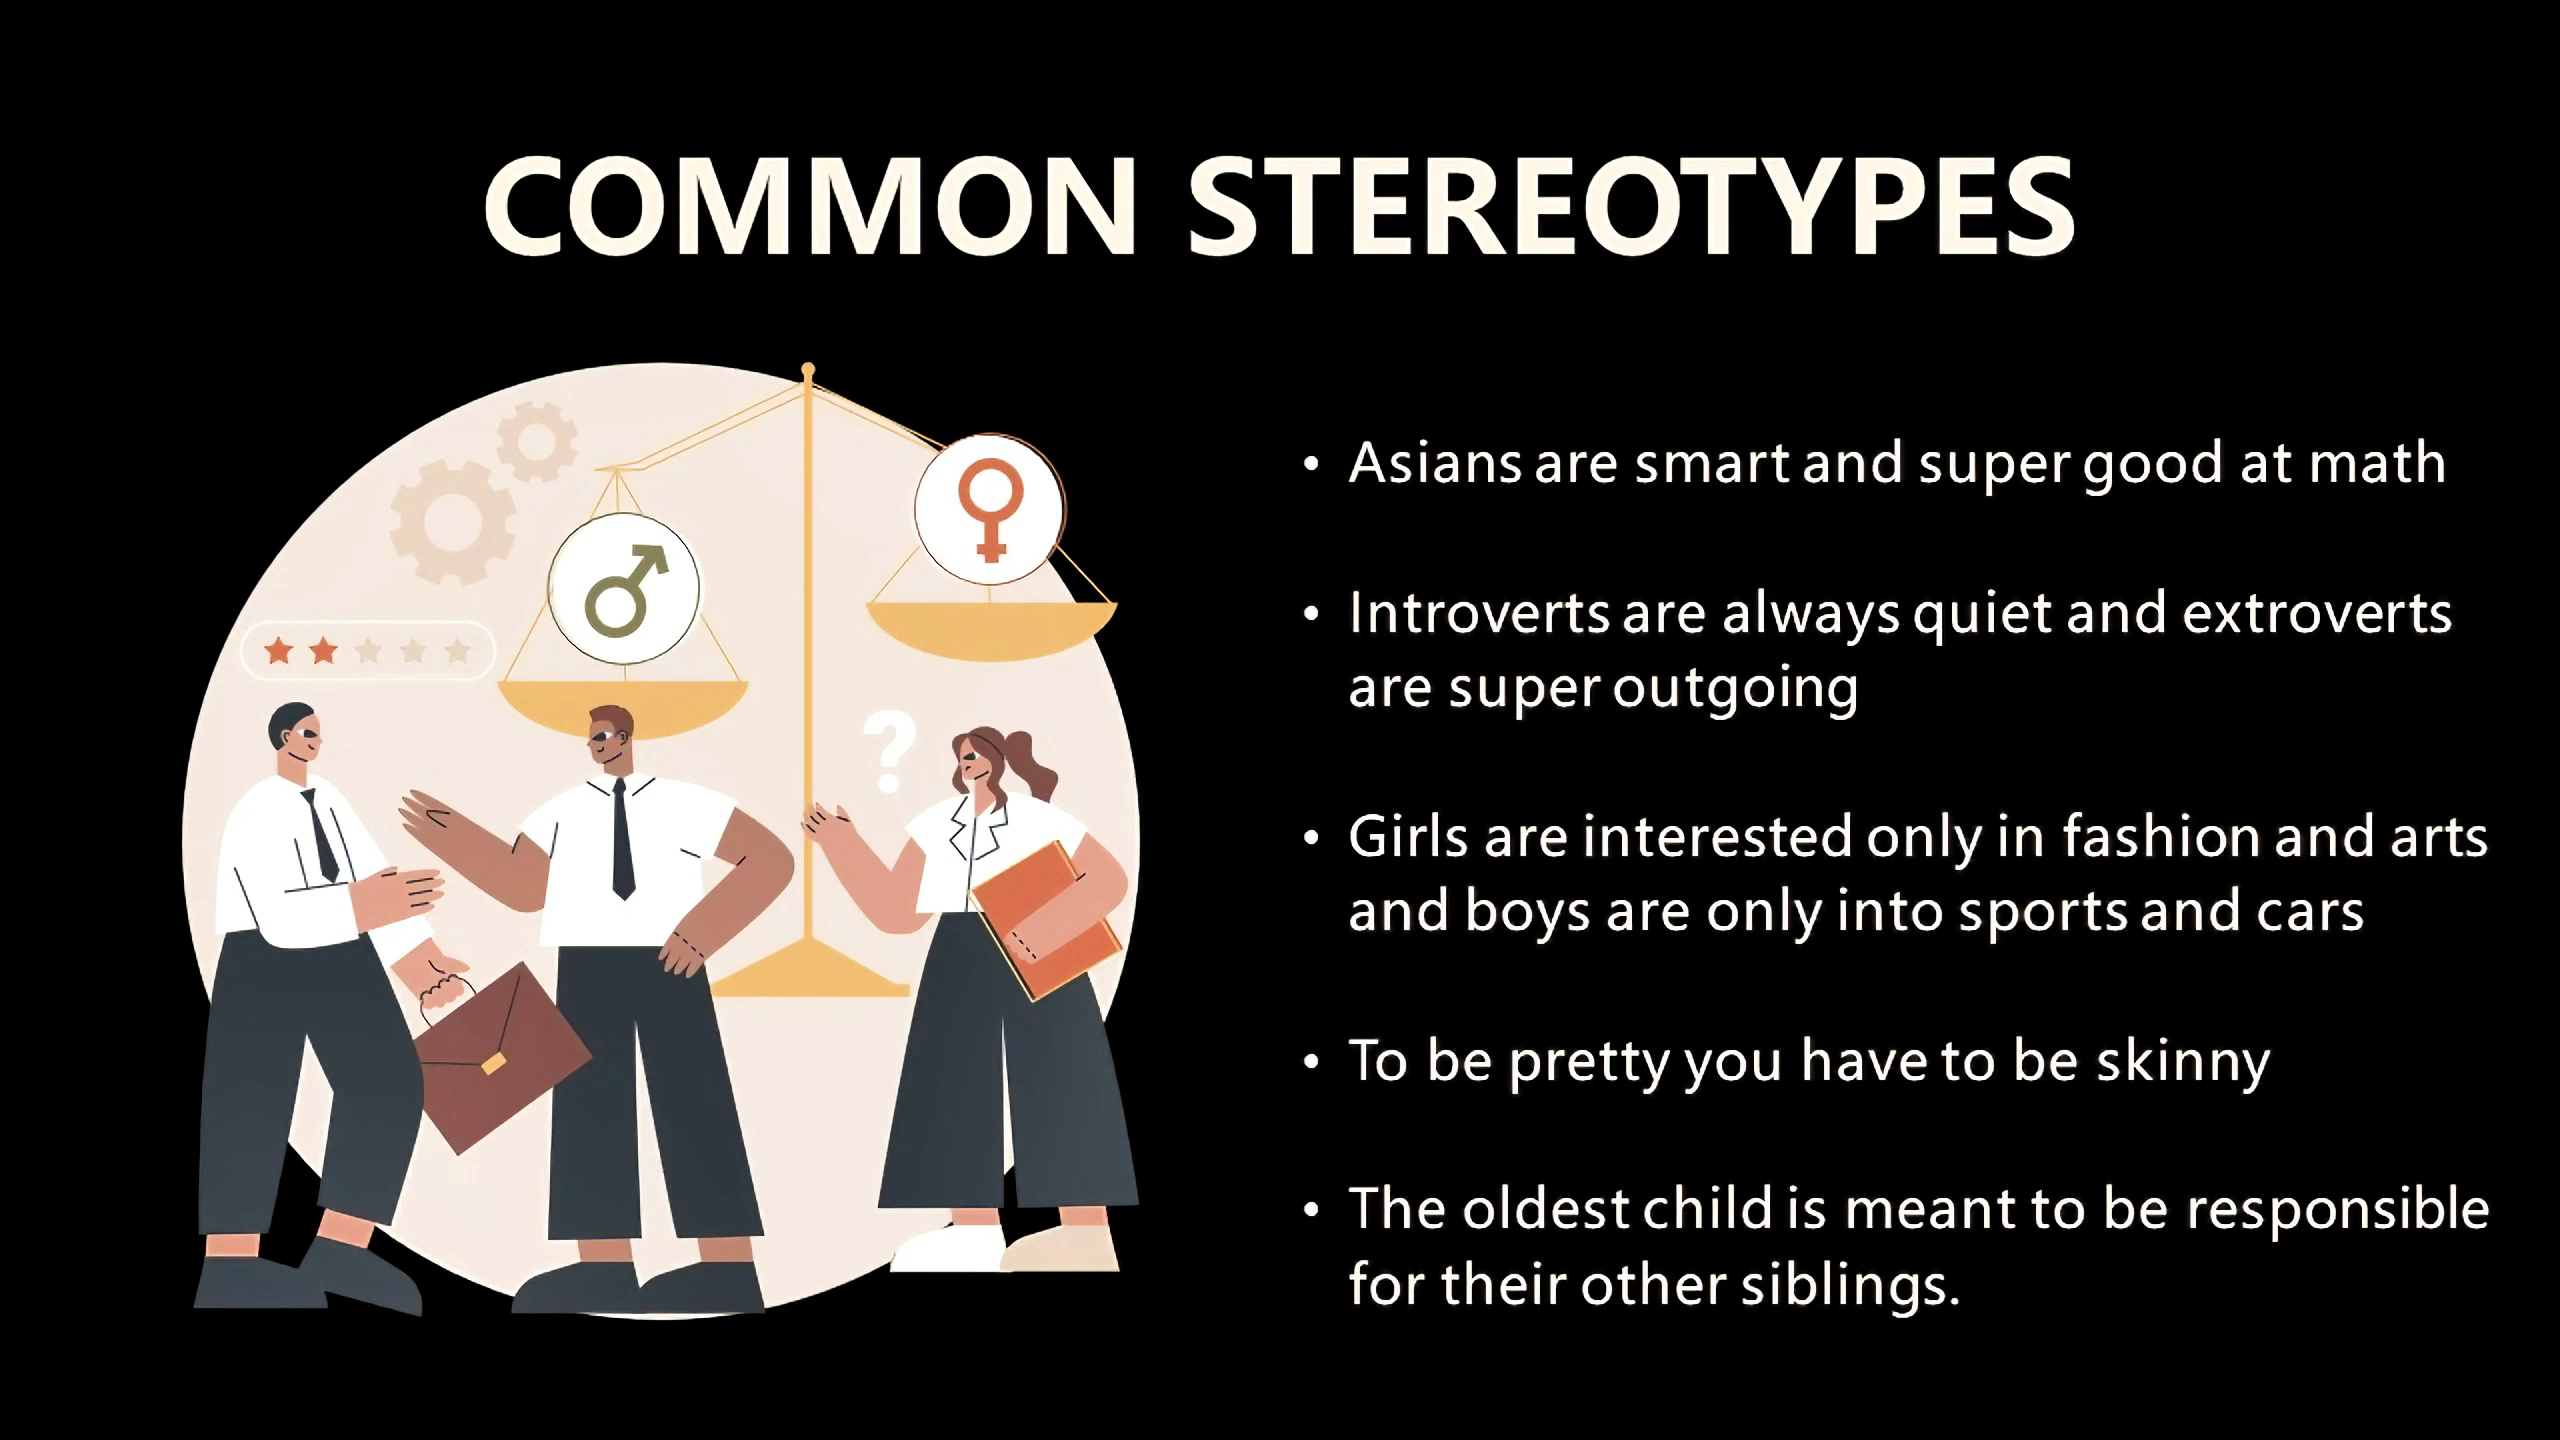 COMMON STEREOTYPES
• Asians are smart and super good at math
• Introverts are always quiet and extroverts
are super outgoing
• Girls are interested only in fashion and arts
and boys are only into sports and cars
• To be pretty you have to be skinny
• The oldest child is meant to be responsible
for their other siblings.
?